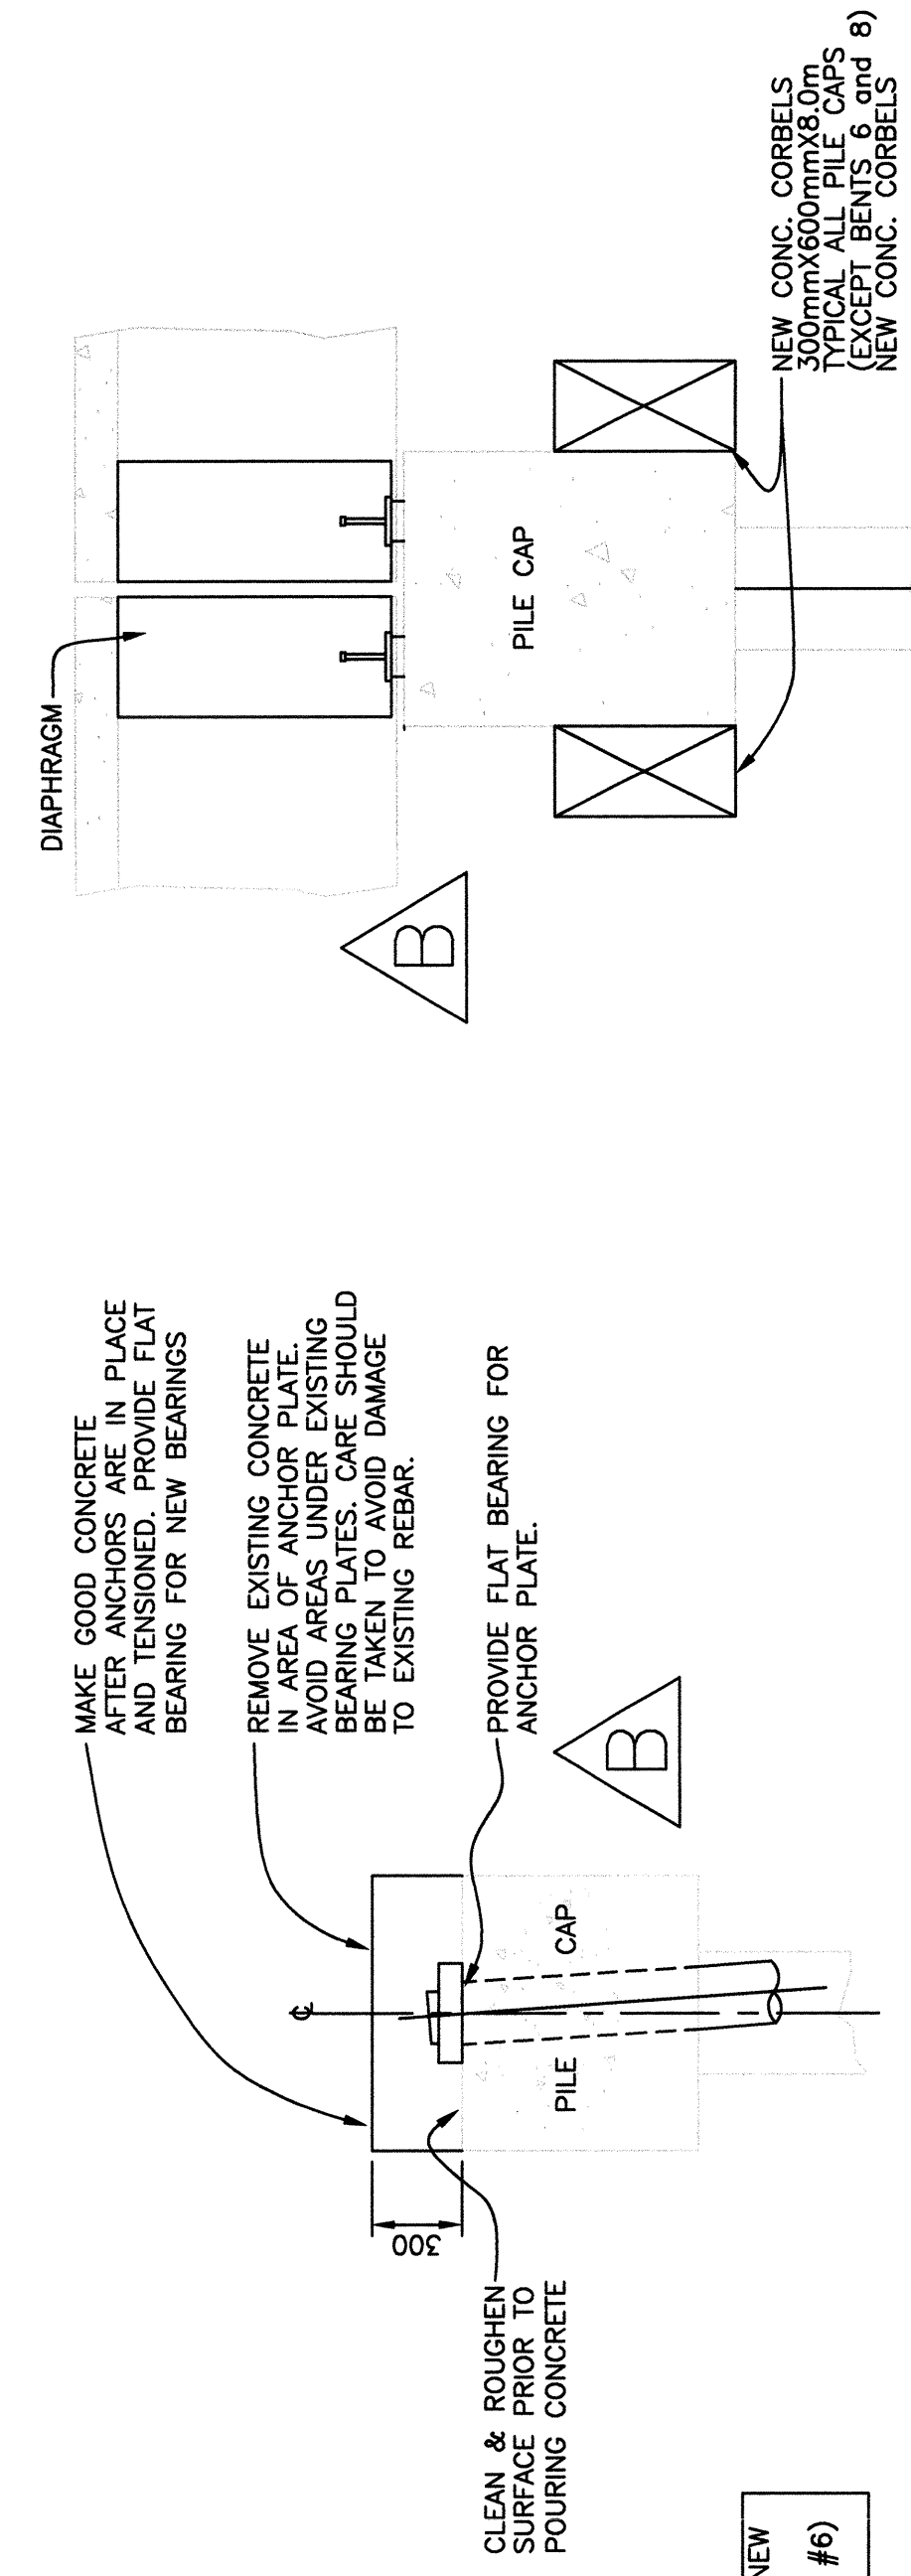 MAKE GOOD CONCRETE
AFTER ANCHORS ARE IN PLACE
AND TENSIONED. PROVIDE FLAT
BEARING FOR NEW BEARINGS
REMOVE EXISTING CONCRETE
IN AREA OF ANCHOR PLATE.
AVOID AREAS UNDER EXISTING
BEARING PLATES. CARE SHOULD
BE TAKEN TO AVOID DAMAGE
TO EXISTING REBAR.
PROVIDE FLAT BEARING FOR
ANCHOR PLATE.
300
CLEAN & ROUGHEN
SURFACE PRIOR TO
POURING CONCRETE
PILE CAP
B
NEW
#6)
DIAPHRAGM
PILE CAP
B
NEW CONC. CORBELS
300mmX600mmX8.0m
TYPICAL ALL PILE CAPS
(EXCEPT BENTS 6 and 8)
NEW CONC. CORBELS